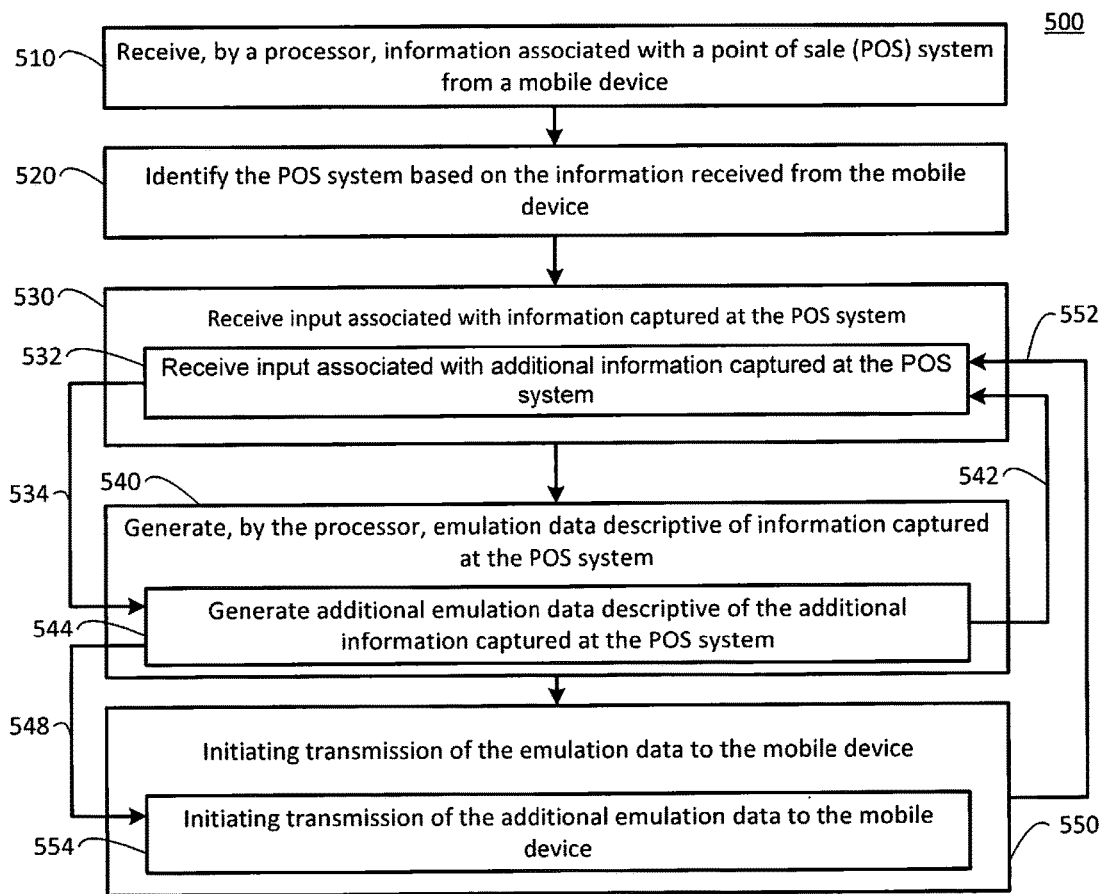 500
510
Receive, by a processor, information associated with a point of sale (POS) system
from a mobile device
520
Identify the POS system based on the information received from the mobile
device
530
Receive input associated with information captured at the POS system
552
532
Receive input associated with additional information captured at the POS
system
534
540
542
Generate, by the processor, emulation data descriptive of information captured
at the POS system
544
Generate additional emulation data descriptive of the additional
information captured at the POS system
548
Initiating transmission of the emulation data to the mobile device
Initiating transmission of the additional emulation data to the mobile
device
554
550